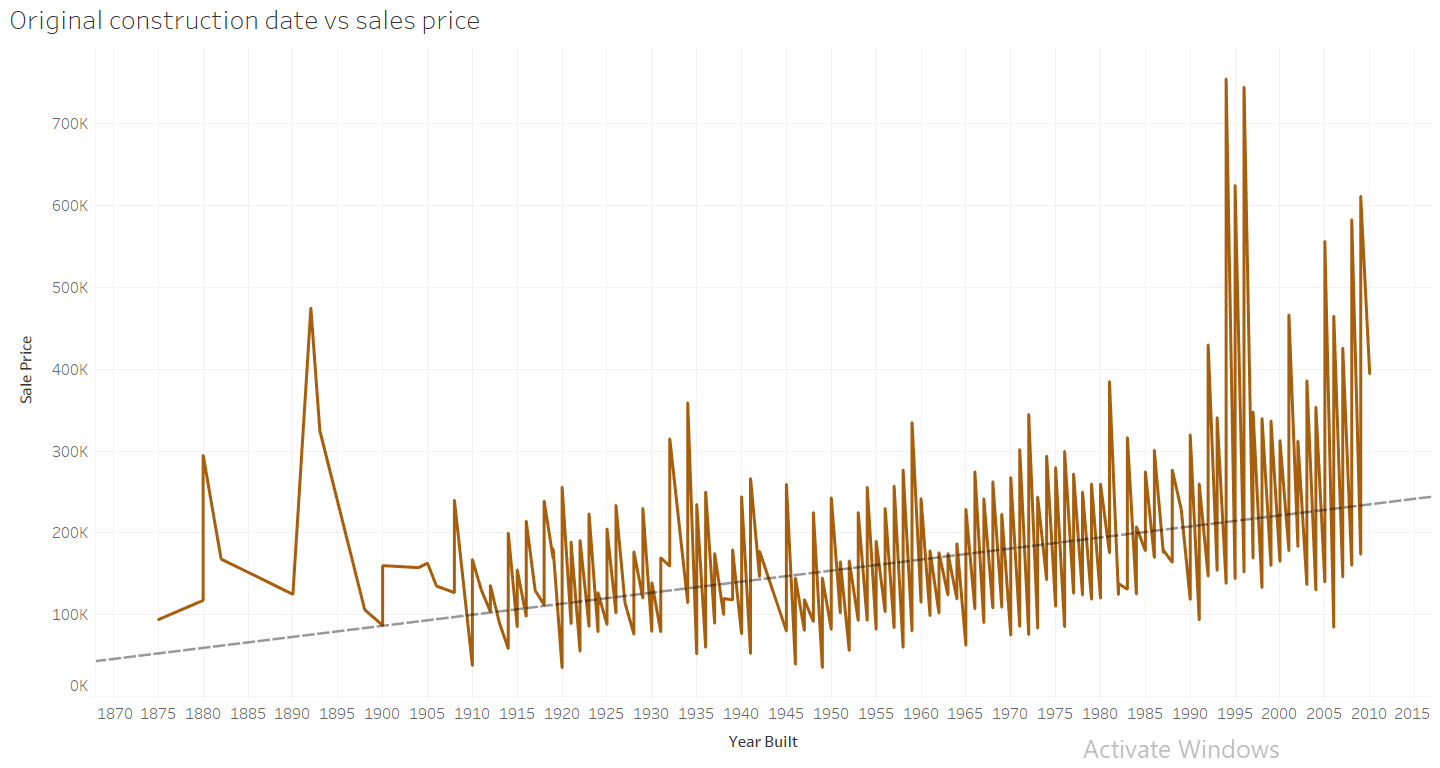 Original construction date vs sales price
700K
600K
500K
400K
300K
200K
100K
0K
Sale Price
1870 1875 1880 1885 1890 1895 1900 1905 1910 1915 1920 1925 1930 1935 1940 1945 1950 1955 1960 1965 1970 1975 1980 1985 1990 1995 2000 2005 2010 2015
Year Built
Activate Windows